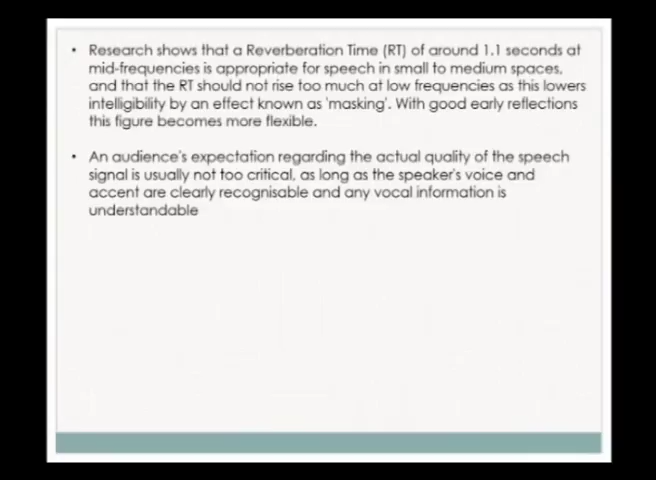 • Research shows that a Reverberation Time (RT) of around 1.1 seconds at
mid-frequencies is appropriate for speech in small to medium spaces,
and that the RT should not rise too much at low frequencies as this lowers
intelligibility by an effect known as 'masking'. With good early reflections
this figure becomes more flexible.
• An audience's expectation regarding the actual quality of the speech
signal is usually not too critical, as long as the speaker's voice and
accent are clearly recognisable and any vocal information is
understandable